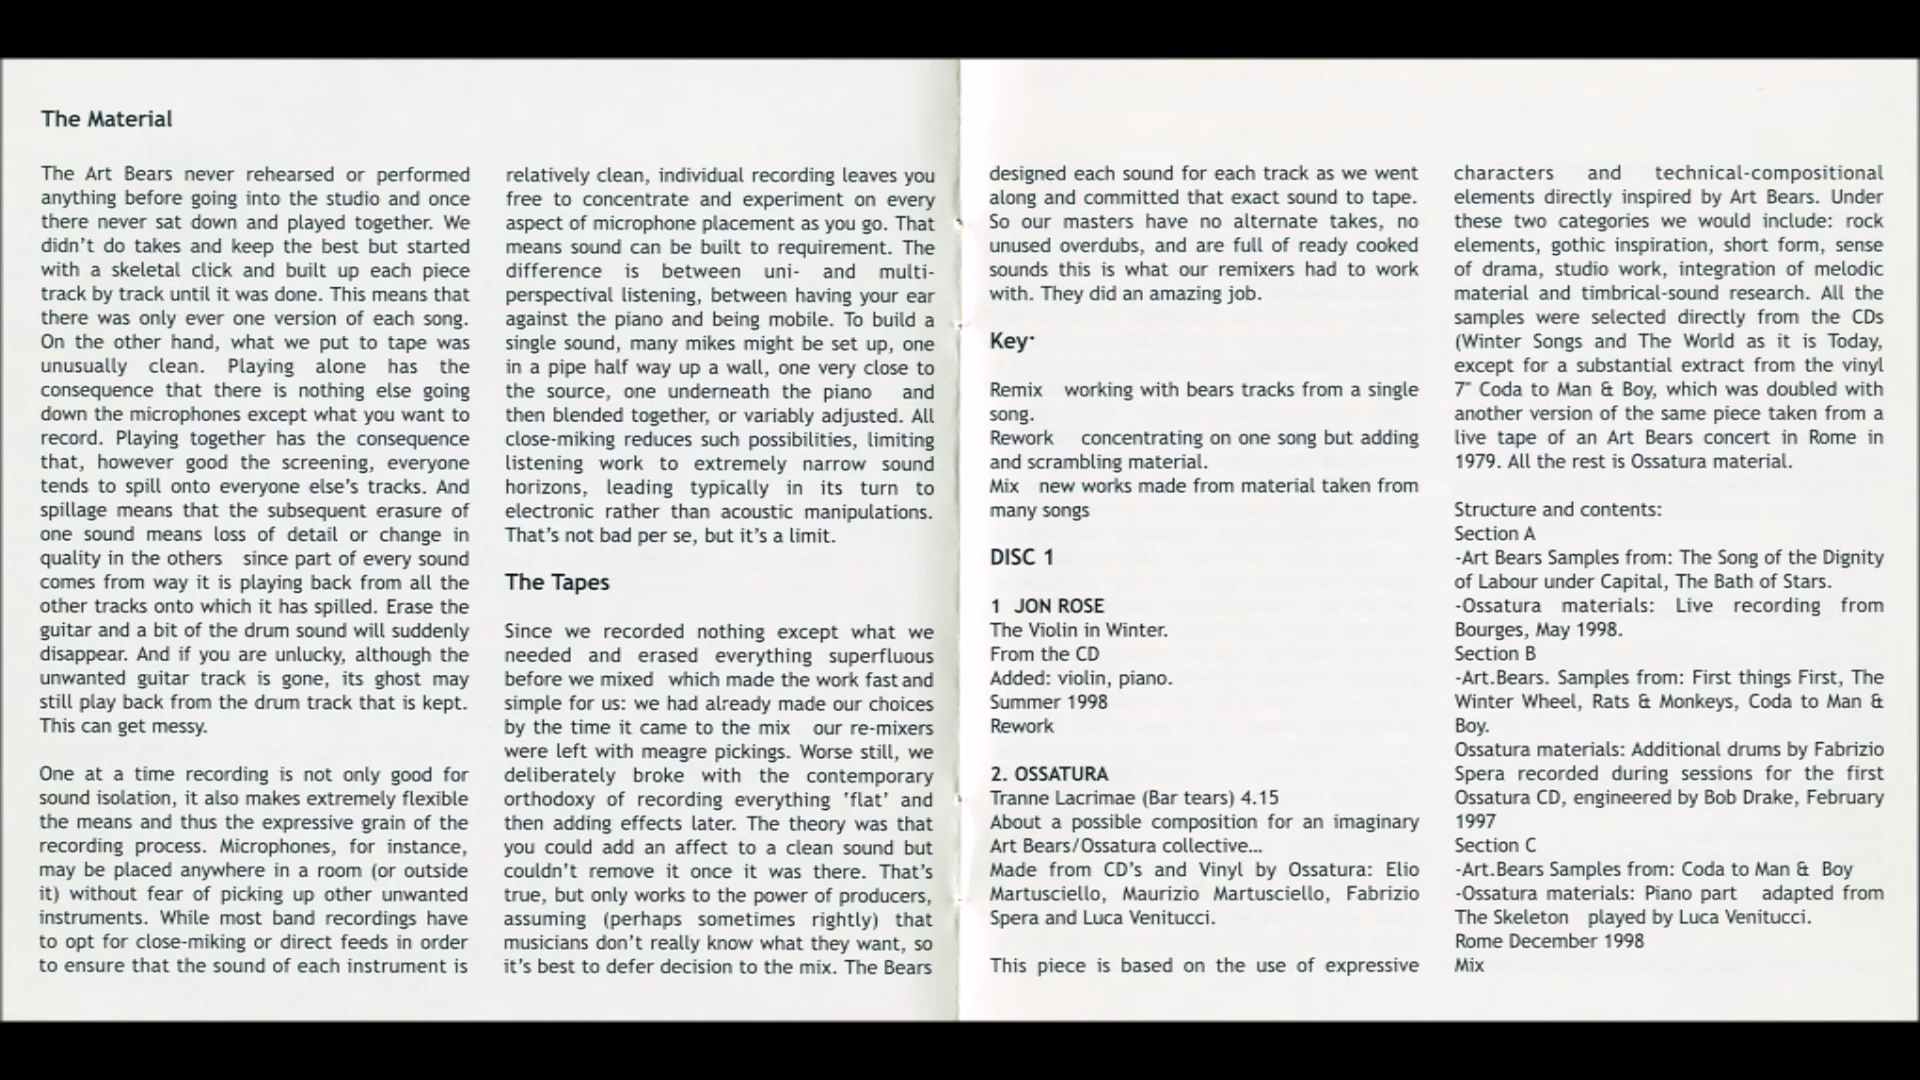 The Material
The Art Bears never rehearsed or performed
anything before going into the studio and once
there never sat down and played together. We
didn't do takes and keep the best but started
with a skeletal click and built up each piece
track by track until it was done. This means that
there was only ever one version of each song.
On the other hand, what we put to tape was
unusually clean. Playing alone has the
consequence that there is nothing else going
down the microphones except what you want to
record. Playing together has the consequence
that, however good the screening, everyone
tends to spill onto everyone else's tracks. And
spillage means that the subsequent erasure of
one sound means loss of detail or change in
quality in the others since part of every sound
comes from way it is playing back from all the
other tracks onto which it has spilled. Erase the
guitar and a bit of the drum sound will suddenly
disappear. And if you are unlucky, although the
unwanted guitar track is gone, its ghost may
still play back from the drum track that is kept.
This can get messy.
One at a time recording is not only good for
sound isolation, it also makes extremely flexible
the means and thus the expressive grain of the
recording process. Microphones, for instance,
may be placed anywhere in a room (or outside
it) without fear of picking up other unwanted
instruments. While most band recordings have
to opt for close-miking or direct feeds in order
to ensure that the sound of each instrument is
relatively clean, individual recording leaves you
free to concentrate and experiment on every
aspect of microphone placement as you go. That
means sound can be built to requirement. The
difference is between uni- and multi-
perspectival listening, between having your ear
against the piano and being mobile. To build a
single sound, many mikes might be set up, one
in a pipe half way up a wall, one very close to
the source, one underneath the piano and
then blended together, or variably adjusted. All
close-miking reduces such possibilities, limiting
listening work to extremely narrow sound
horizons, leading typically in its turn to
electronic rather than acoustic manipulations.
That's not bad per se, but it's a limit.
The Tapes
Since we recorded nothing except what we
needed and erased everything superfluous
before we mixed which made the work fast and
simple for us: we had already made our choices
by the time it came to the mix our re-mixers
were left with meagre pickings. Worse still, we
deliberately broke with the contemporary
orthodoxy of recording everything 'flat' and
then adding effects later. The theory was that
you could add an affect to a clean sound but
couldn't remove it once it was there. That's
true, but only works to the power of producers,
assuming (perhaps sometimes rightly) that
musicians don't really know what they want, so
it's best to defer decision to the mix. The Bears
designed each sound for each track as we went
along and committed that exact sound to tape.
So our masters have no alternate takes, no
unused overdubs, and are full of ready cooked
sounds this is what our remixers had to work
with. They did an amazing job.
Key·
Remix working with bears tracks from a single
song.
Rework concentrating on one song but adding
and scrambling material.
Mix new works made from material taken from
many songs
DISC 1
1 JON ROSE
The Violin in Winter.
From the CD
Added: violin, piano.
Summer 1998
Rework
2. OSSATURA
Tranne Lacrimae (Bar tears) 4.15
About a possible composition for an imaginary
Art Bears/Ossatura collective...
Made from CD's and Vinyl by Ossatura: Elio
Martusciello, Maurizio Martusciello, Fabrizio
Spera and Luca Venitucci.
This piece is based on the use of expressive
characters and technical-compositional
elements directly inspired by Art Bears. Under
these two categories we would include: rock
elements, gothic inspiration, short form, sense
of drama, studio work, integration of melodic
material and timbrical-sound research. All the
samples were selected directly from the CDs
(Winter Songs and The World as it is Today,
except for a substantial extract from the vinyl
7" Coda to Man & Boy, which was doubled with
another version of the same piece taken from a
live tape of an Art Bears concert in Rome in
1979. All the rest is Ossatura material.
Structure and contents:
Section A
-Art Bears Samples from: The Song of the Dignity
of Labour under Capital, The Bath of Stars.
-Ossatura materials: Live recording from
Bourges, May 1998.
Section B
-Art.Bears. Samples from: First things First, The
Winter Wheel, Rats & Monkeys, Coda to Man &
Boy.
Ossatura materials: Additional drums by Fabrizio
Spera recorded during sessions for the first
Ossatura CD, engineered by Bob Drake, February
1997
Section C
-Art.Bears Samples from: Coda to Man & Boy
-Ossatura materials: Piano part adapted from
The Skeleton played by Luca Venitucci.
Rome December 1998
Mix